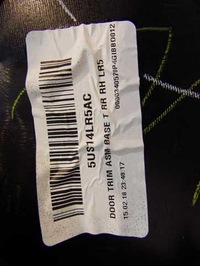 5US14LR5AC
DOOR TRIM ASM BASE T RR RH LR5
15.02.18 23:48:17